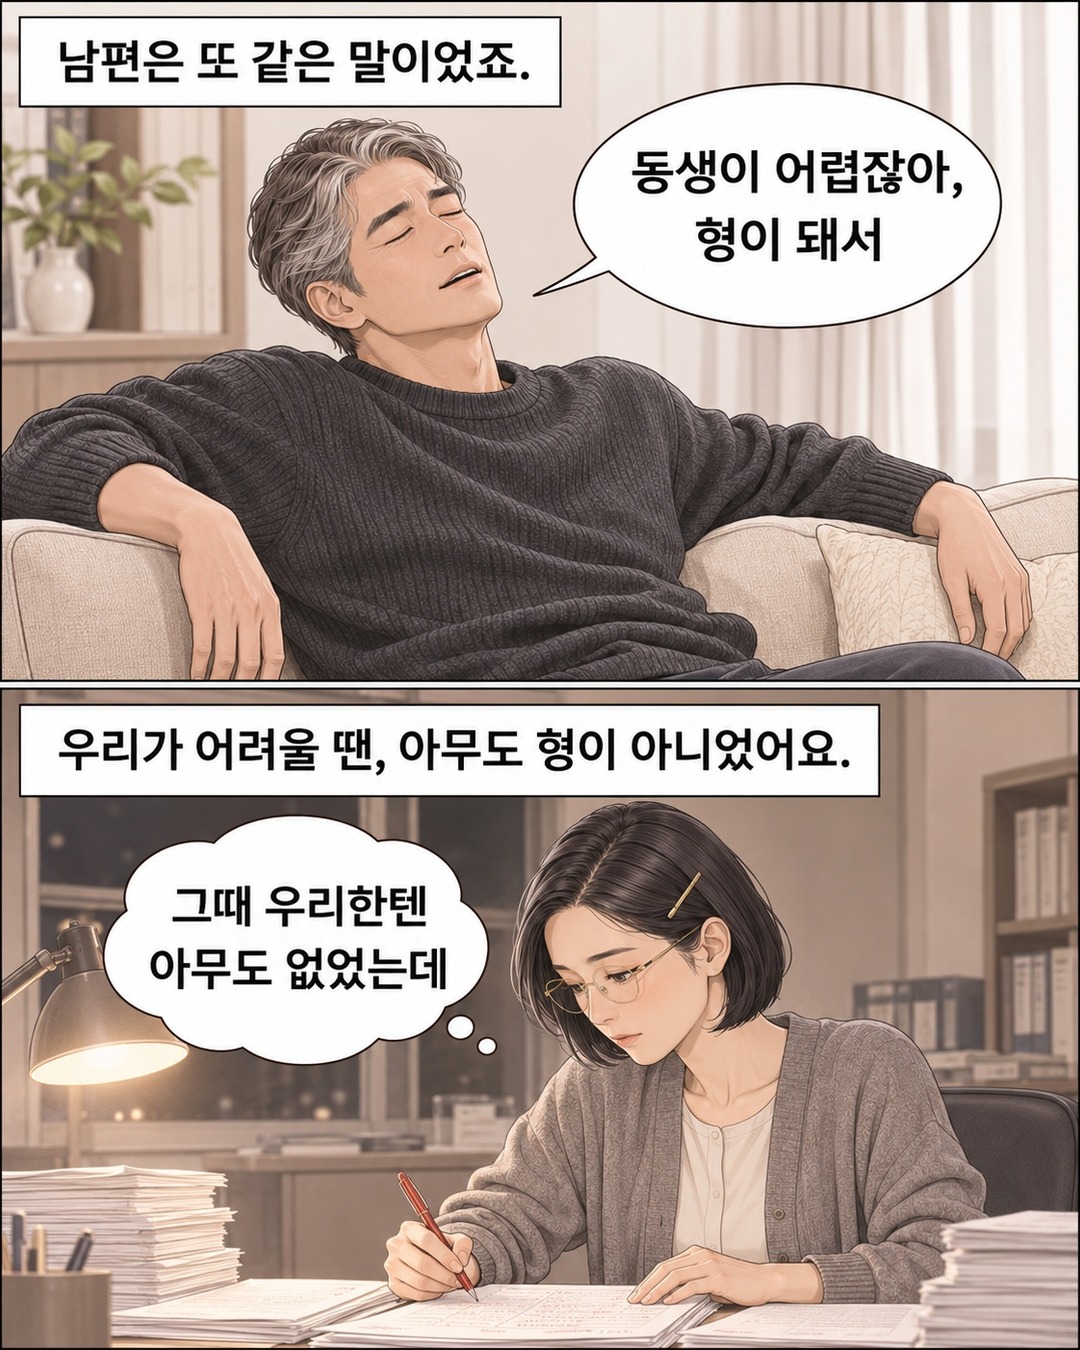 남편은 또 같은 말이었죠.
동생이 어렵잖아,
형이 돼서
우리가 어려울 땐, 아무도 형이 아니었어요.
그때 우리한텐
아무도 없었는데